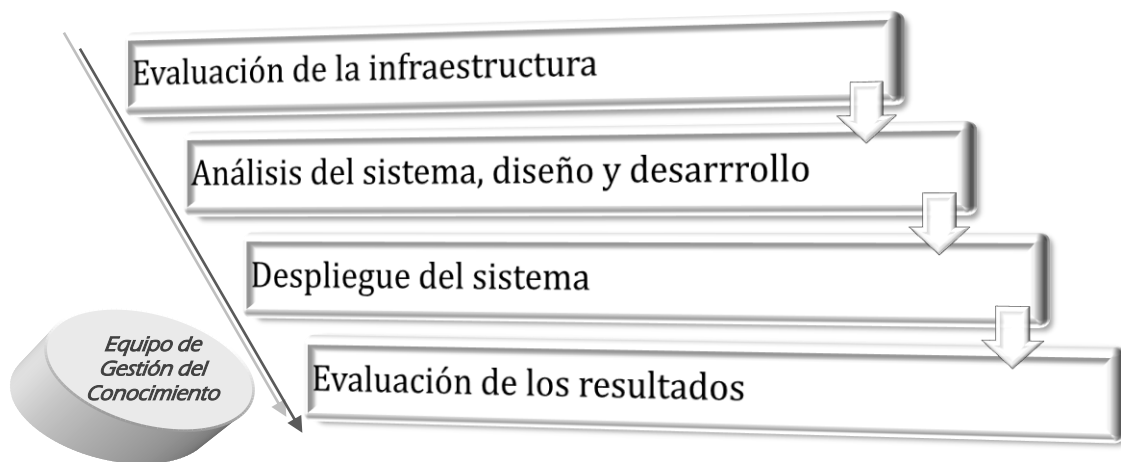 Evaluación de la infraestructura
Análisis del sistema, diseño y desarrrollo
Despliegue del sistema
Evaluación de los resultados
Equipo de
Gestión del
Conocimiento